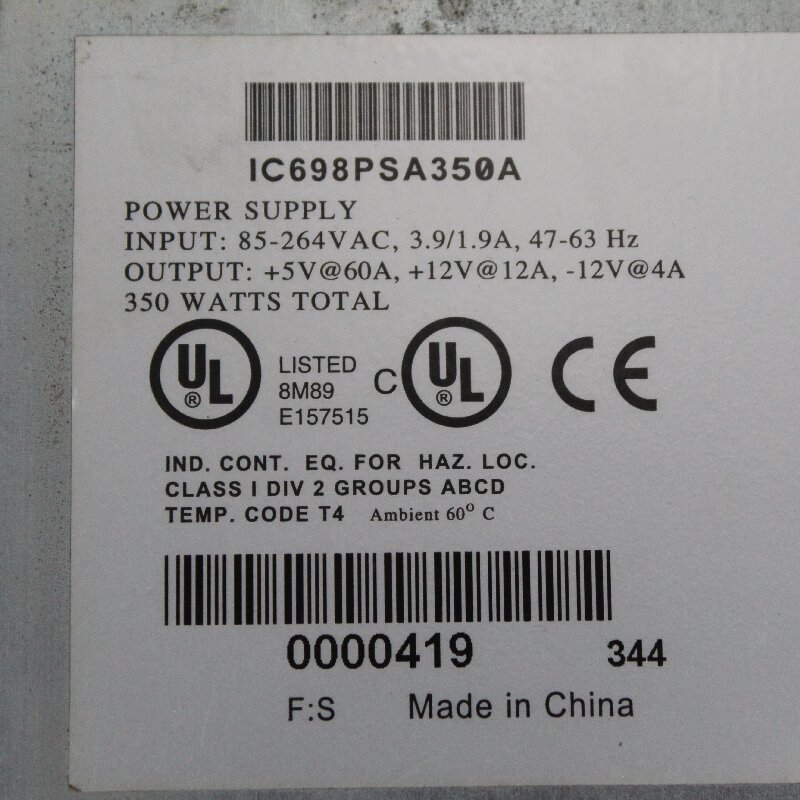 IC698PSA350A
POWER SUPPLY
INPUT: 85-264VAC, 3.9/1.9A, 47-63 Hz
OUTPUT: +5V@60A, +12V@12A, -12V@4A
350 WATTS TOTAL
UL ® LISTED 8M89 E157515 C UL ® CE
IND. CONT. EQ. FOR HAZ. LOC.
CLASS I DIV 2 GROUPS ABCD
TEMP. CODE T4 Ambient 60° C
0000419 344
F:S Made in China